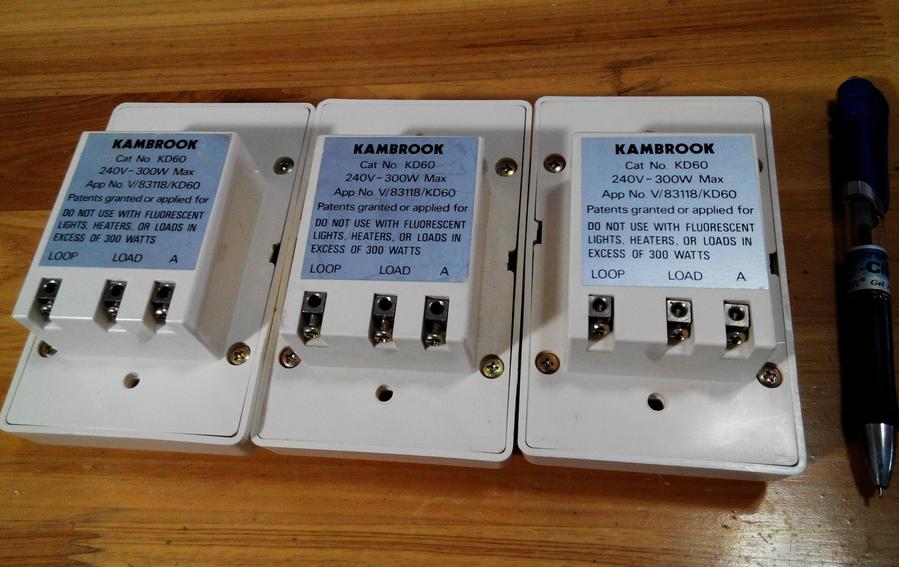 KAMBROOK
Cat No. KD60
240V~300W Max
App No. V/83118/KD60
Patents granted or applied for
DO NOT USE WITH FLUORESCENT
LIGHTS, HEATERS, OR LOADS IN
EXCESS OF 300 WATTS
LOOP LOAD A
KAMBROOK
Cat No. KD60
240V~300W Max
App No. V/83118/KD60
Patents granted or applied for
DO NOT USE WITH FLUORESCENT
LIGHTS, HEATERS, OR LOADS IN
EXCESS OF 300 WATTS
LOOP LOAD A
KAMBROOK
Cat No. KD60
240V~300W Max
App No. V/83118/KD60
Patents granted or applied for
DO NOT USE WITH FLUORESCENT
LIGHTS, HEATERS, OR LOADS IN
EXCESS OF 300 WATTS
LOOP LOAD A
Gel